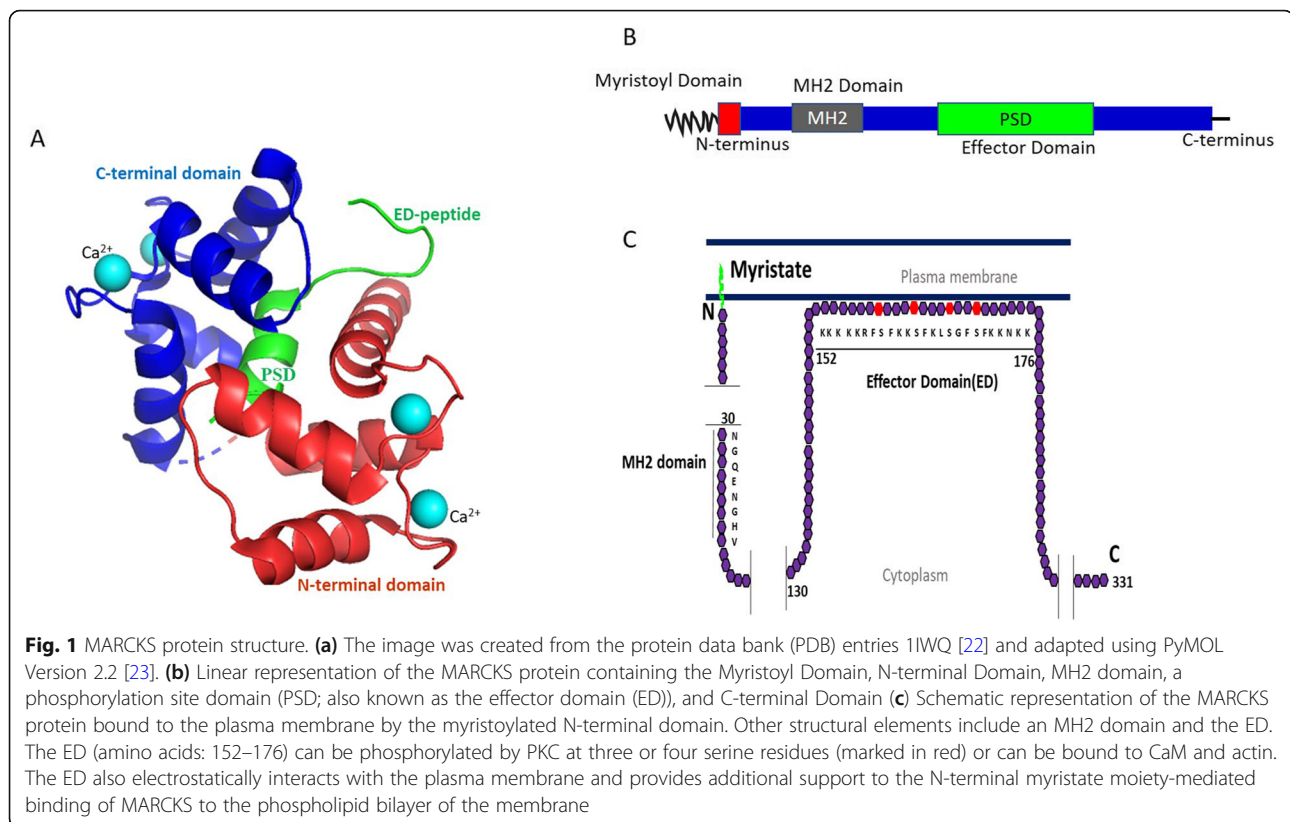 A
C-terminal domain
ED-peptide
Ca2+
PSD
Ca2+
N-terminal domain
B
Myristoyl Domain
MH2 Domain
MH2
PSD
N-terminus
Effector Domain
C-terminus
C
Myristate
Plasma membrane
N
KK K KKRF S F KK S F K L S G F S F KK N KK
152
176
Effector Domain(ED)
30
MH2 domain
N
G
Q
E
N
G
H
V
Cytoplasm
C
130
331
Fig. 1 MARCKS protein structure. (a) The image was created from the protein data bank (PDB) entries 1IWQ [22] and adapted using PyMOL
Version 2.2 [23]. (b) Linear representation of the MARCKS protein containing the Myristoyl Domain, N-terminal Domain, MH2 domain, a
phosphorylation site domain (PSD; also known as the effector domain (ED)), and C-terminal Domain (c) Schematic representation of the MARCKS
protein bound to the plasma membrane by the myristoylated N-terminal domain. Other structural elements include an MH2 domain and the ED.
The ED (amino acids: 152–176) can be phosphorylated by PKC at three or four serine residues (marked in red) or can be bound to CaM and actin.
The ED also electrostatically interacts with the plasma membrane and provides additional support to the N-terminal myristate moiety-mediated
binding of MARCKS to the phospholipid bilayer of the membrane